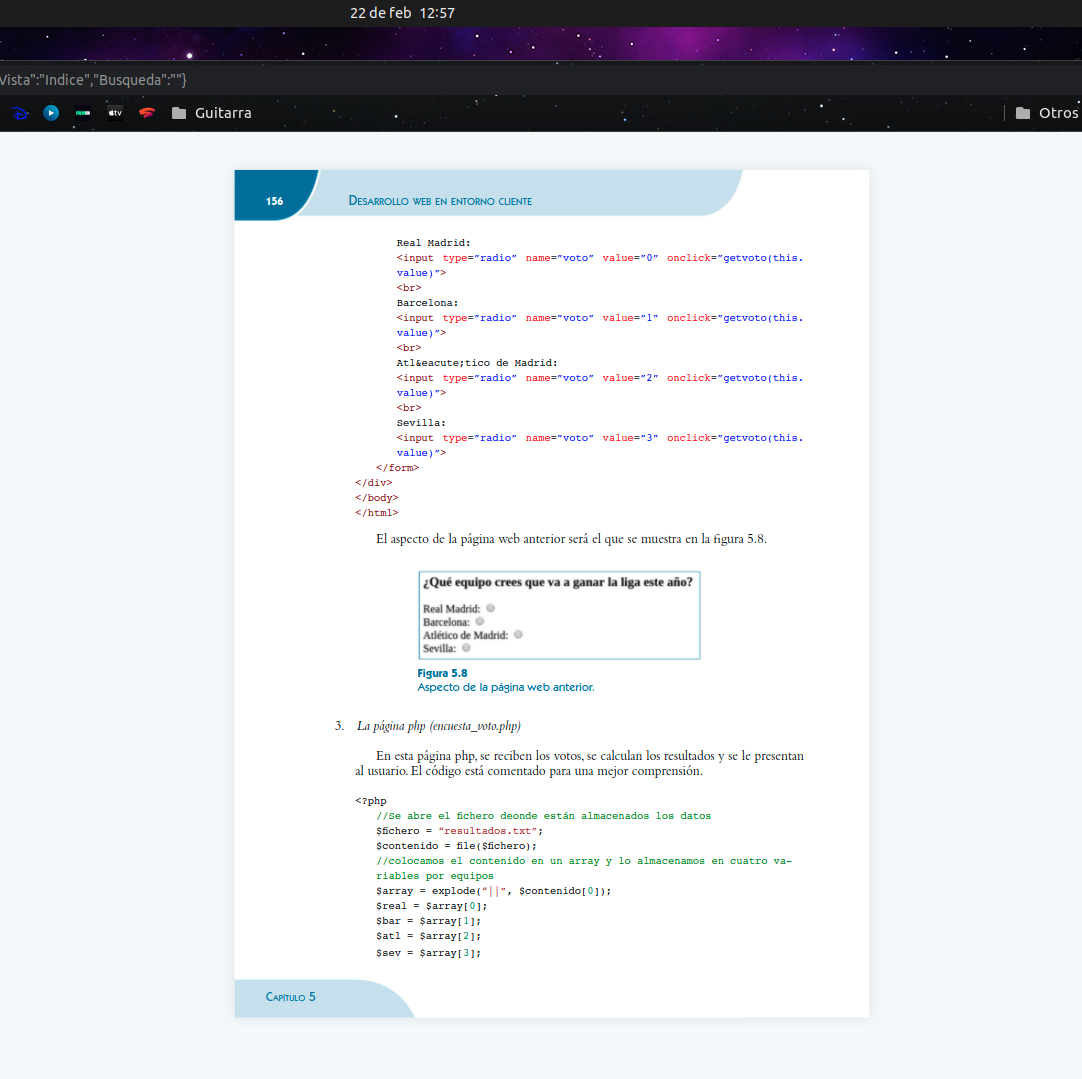 22 de feb 12:57
Vista":"Indice","Busqueda":""}
tv
Guitarra
Otros
156
Desarrollo web en entorno cliente
Real Madrid:
<input type=”radio” name=”voto” value=”0” onclick=”getvoto(this.
value)”>
<br>
Barcelona:
<input type=”radio” name=”voto” value=”1” onclick=”getvoto(this.
value)”>
<br>
Atl&eacute;tico de Madrid:
<input type=”radio” name=”voto” value=”2” onclick=”getvoto(this.
value)”>
<br>
Sevilla:
<input type=”radio” name=”voto” value=”3” onclick=”getvoto(this.
value)”>
</form>
</div>
</body>
</html>
El aspecto de la página web anterior será el que se muestra en la figura 5.8.
¿Qué equipo crees que va a ganar la liga este año?
Real Madrid:
Barcelona:
Atlético de Madrid:
Sevilla:
Figura 5.8
Aspecto de la página web anterior.
3. La página php (encuesta_voto.php)
En esta página php, se reciben los votos, se calculan los resultados y se le presentan
al usuario. El código está comentado para una mejor comprensión.
<?php
//Se abre el fichero deonde están almacenados los datos
$fichero = “resultados.txt”;
$contenido = file($fichero);
//colocamos el contenido en un array y lo almacenamos en cuatro va-
riables por equipos
$array = explode(“||”, $contenido[0]);
$real = $array[0];
$bar = $array[1];
$atl = $array[2];
$sev = $array[3];
Capítulo 5